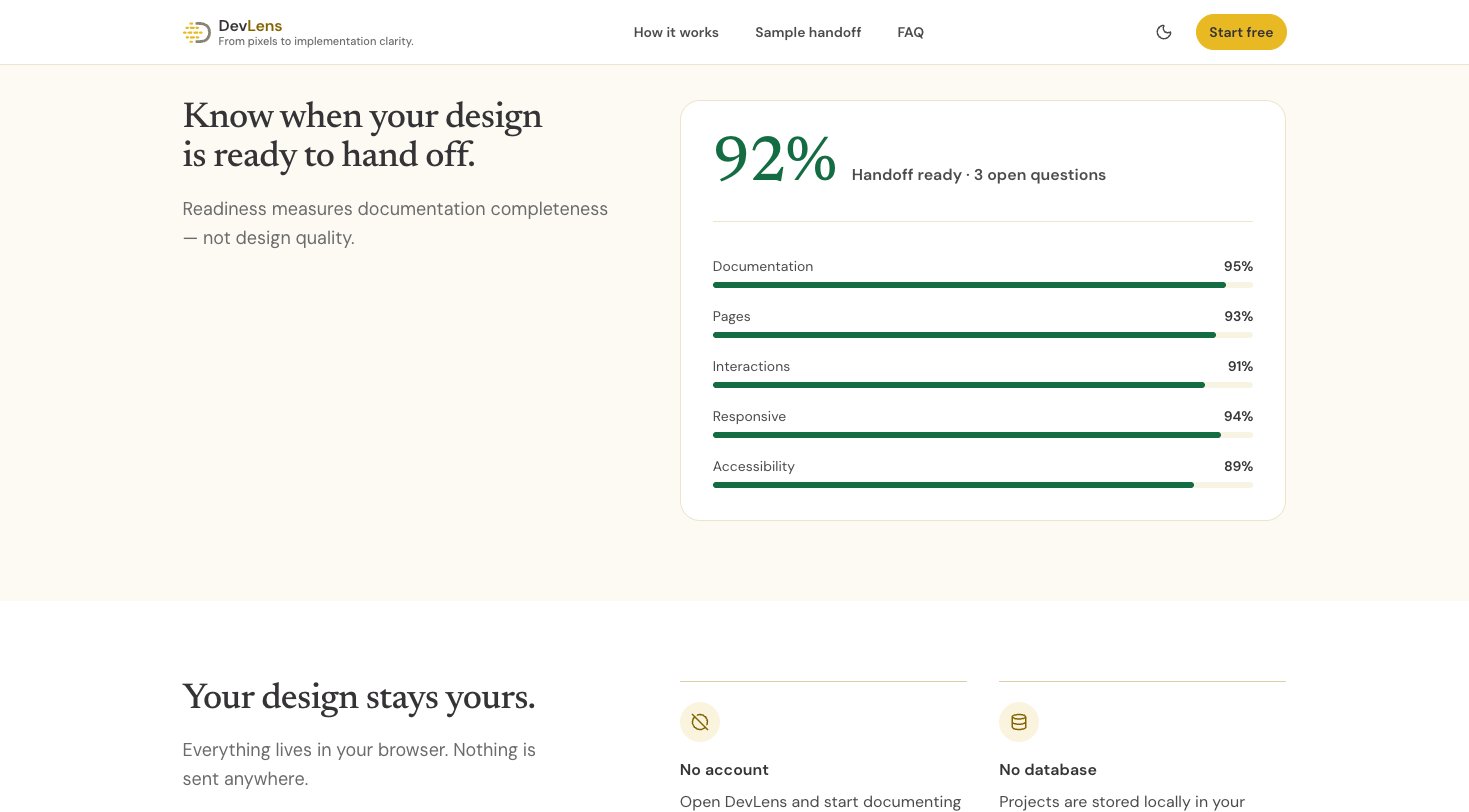 DevLens
From pixels to implementation clarity.
How it works
Sample handoff
FAQ
Start free
Know when your design
is ready to hand off.
Readiness measures documentation completeness
— not design quality.
92%
Handoff ready · 3 open questions
Documentation 95%
Pages 93%
Interactions 91%
Responsive 94%
Accessibility 89%
Your design stays yours.
Everything lives in your browser. Nothing is
sent anywhere.
No account
Open DevLens and start documenting
No database
Projects are stored locally in your